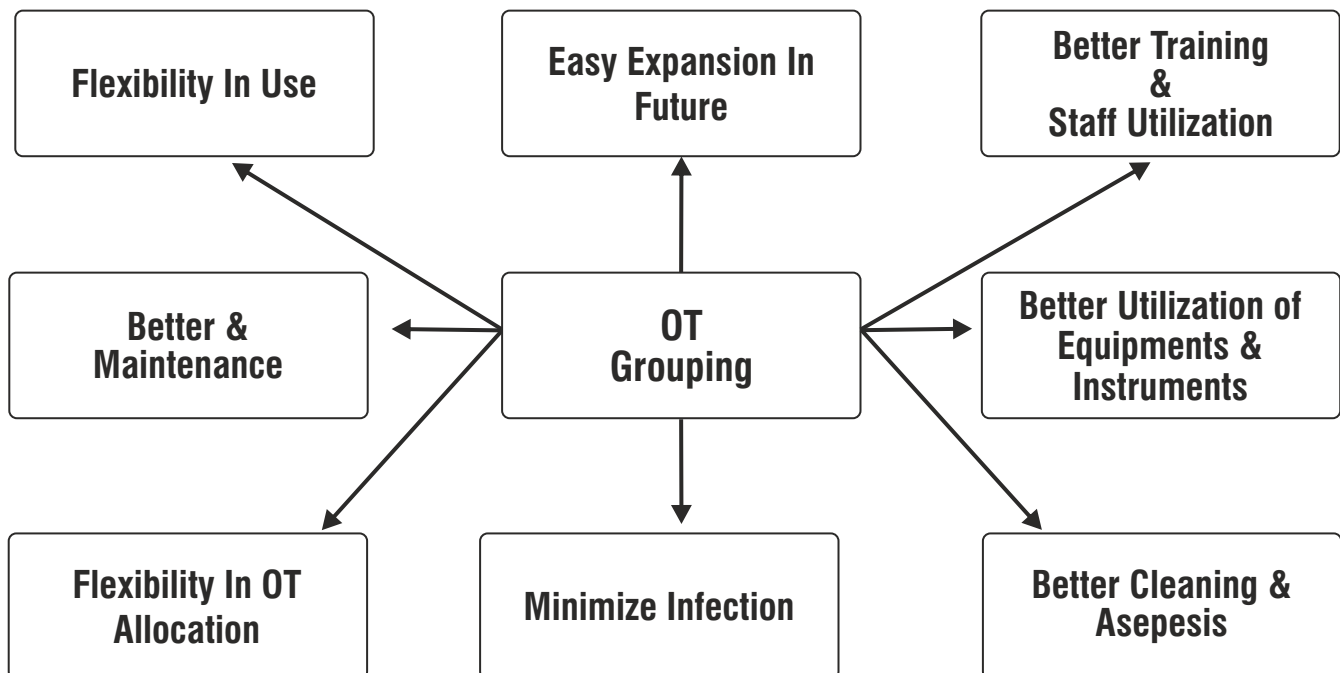 Flexibility In Use
Easy Expansion In
Future
Better Training
&
Staff Utilization
Better &
Maintenance
OT
Grouping
Better Utilization of
Equipments &
Instruments
Flexibility In OT
Allocation
Minimize Infection
Better Cleaning &
Asepesis